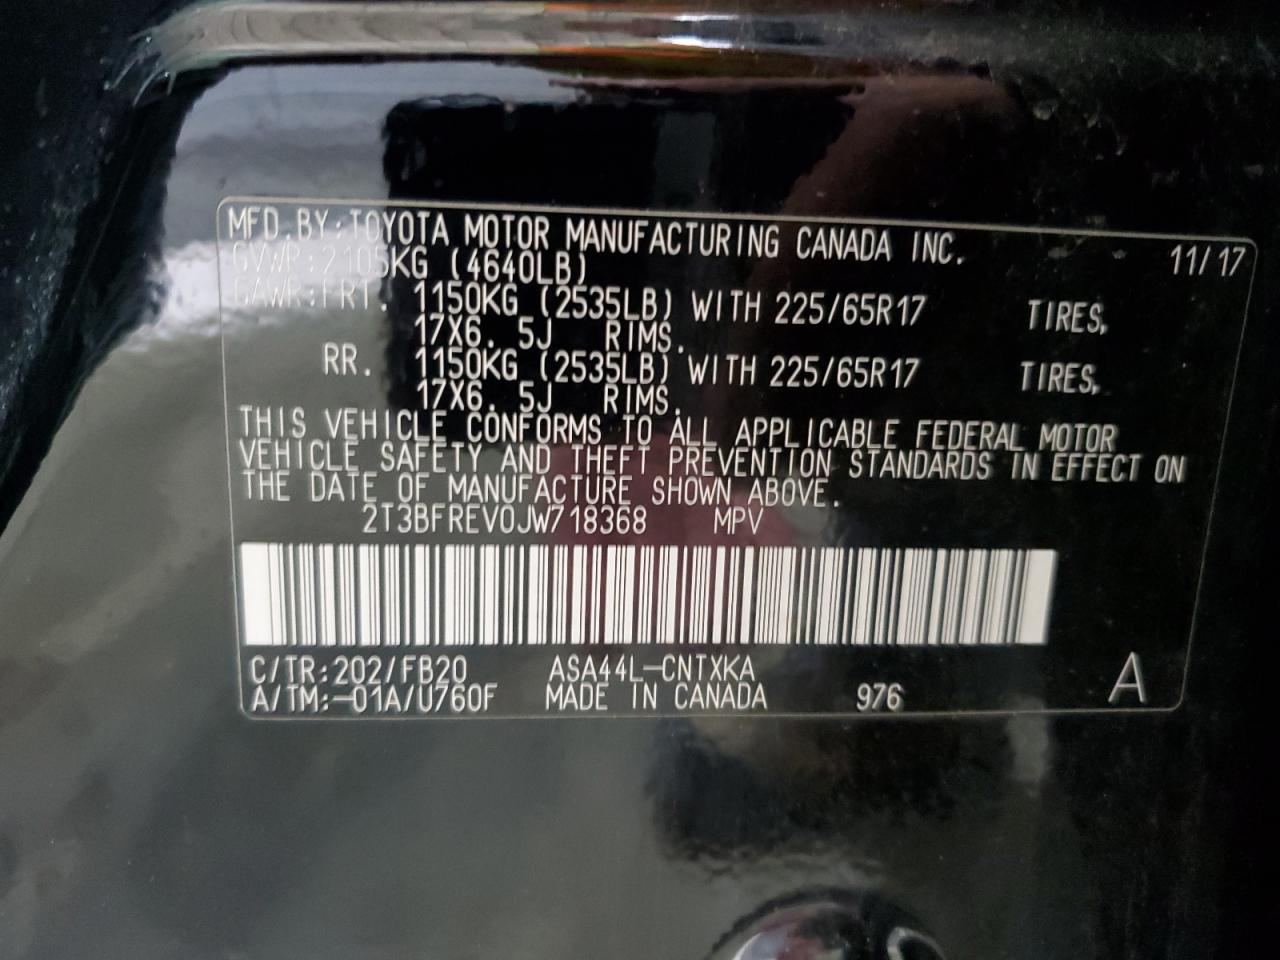 MFD.BY:TOYOTA MOTOR MANUFACTURING CANADA INC. 11/17
GVWR:2105KG (4640LB)
GAWR:FRT. 1150KG (2535LB) WITH 225/65R17 TIRES,
17X6. 5J RIMS.
RR. 1150KG (2535LB) WITH 225/65R17 TIRES,
17X6. 5J RIMS.
THIS VEHICLE CONFORMS TO ALL APPLICABLE FEDERAL MOTOR
VEHICLE SAFETY AND THEFT PREVENTION STANDARDS IN EFFECT ON
THE DATE OF MANUFACTURE SHOWN ABOVE.
2T3BFREV0JW718368 MPV
C/TR:202/FB20 ASA44L-CNTXKA A
A/TM:-01A/U760F MADE IN CANADA 976